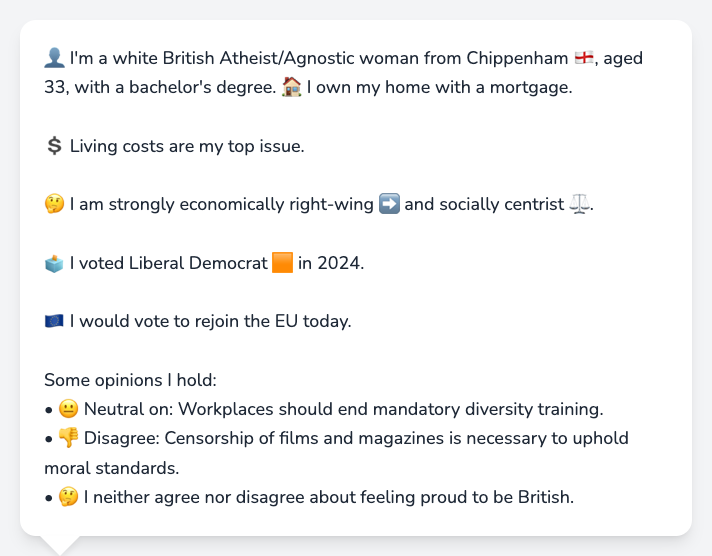 👤 I'm a white British Atheist/Agnostic woman from Chippenham 🏴󠁧󠁢󠁥󠁮󠁧󠁿, aged
33, with a bachelor's degree. 🏠 I own my home with a mortgage.
💲 Living costs are my top issue.
🤔 I am strongly economically right-wing ➡️ and socially centrist ⚖️.
🗳️ I voted Liberal Democrat 🟧 in 2024.
🇪🇺 I would vote to rejoin the EU today.
Some opinions I hold:
• 😐 Neutral on: Workplaces should end mandatory diversity training.
• 👎 Disagree: Censorship of films and magazines is necessary to uphold
moral standards.
• 🤔 I neither agree nor disagree about feeling proud to be British.